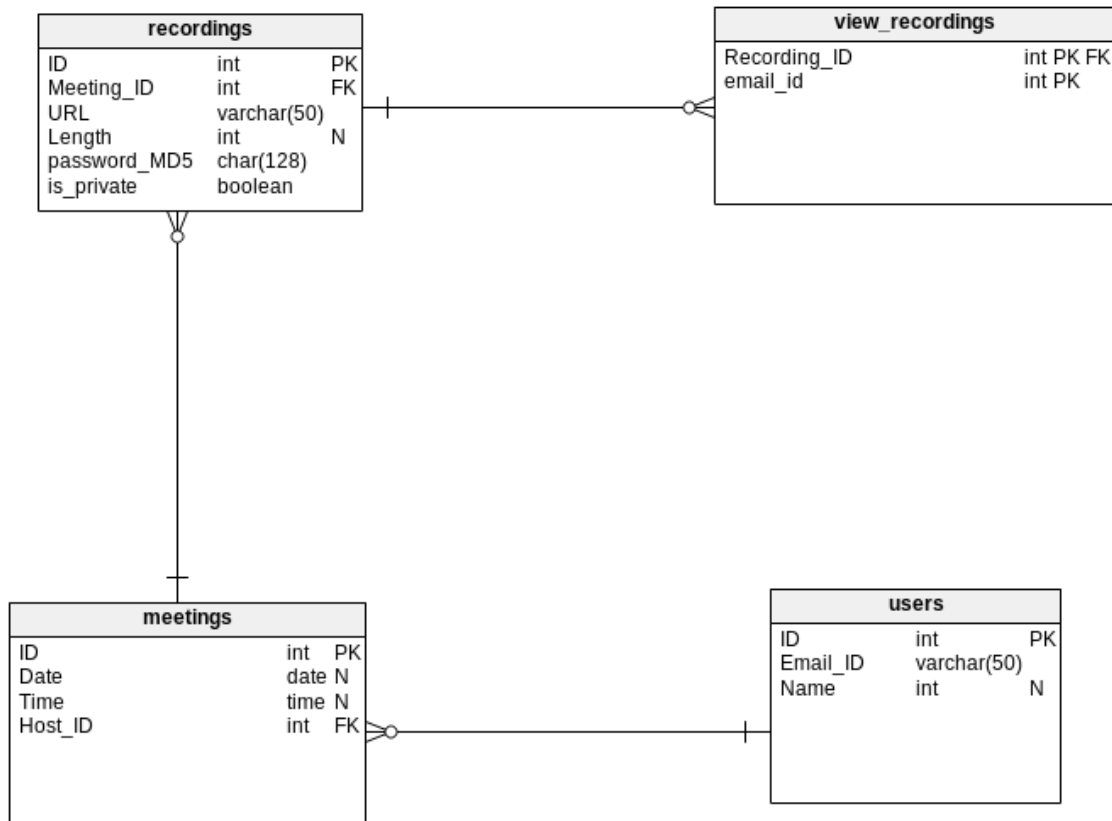 recordings
ID int PK
Meeting_ID int FK
URL varchar(50)
Length int N
password_MD5 char(128)
is_private boolean
view_recordings
Recording_ID int PK FK
email_id int PK
meetings
ID int PK
Date date N
Time time N
Host_ID int FK
users
ID int PK
Email_ID varchar(50)
Name int N